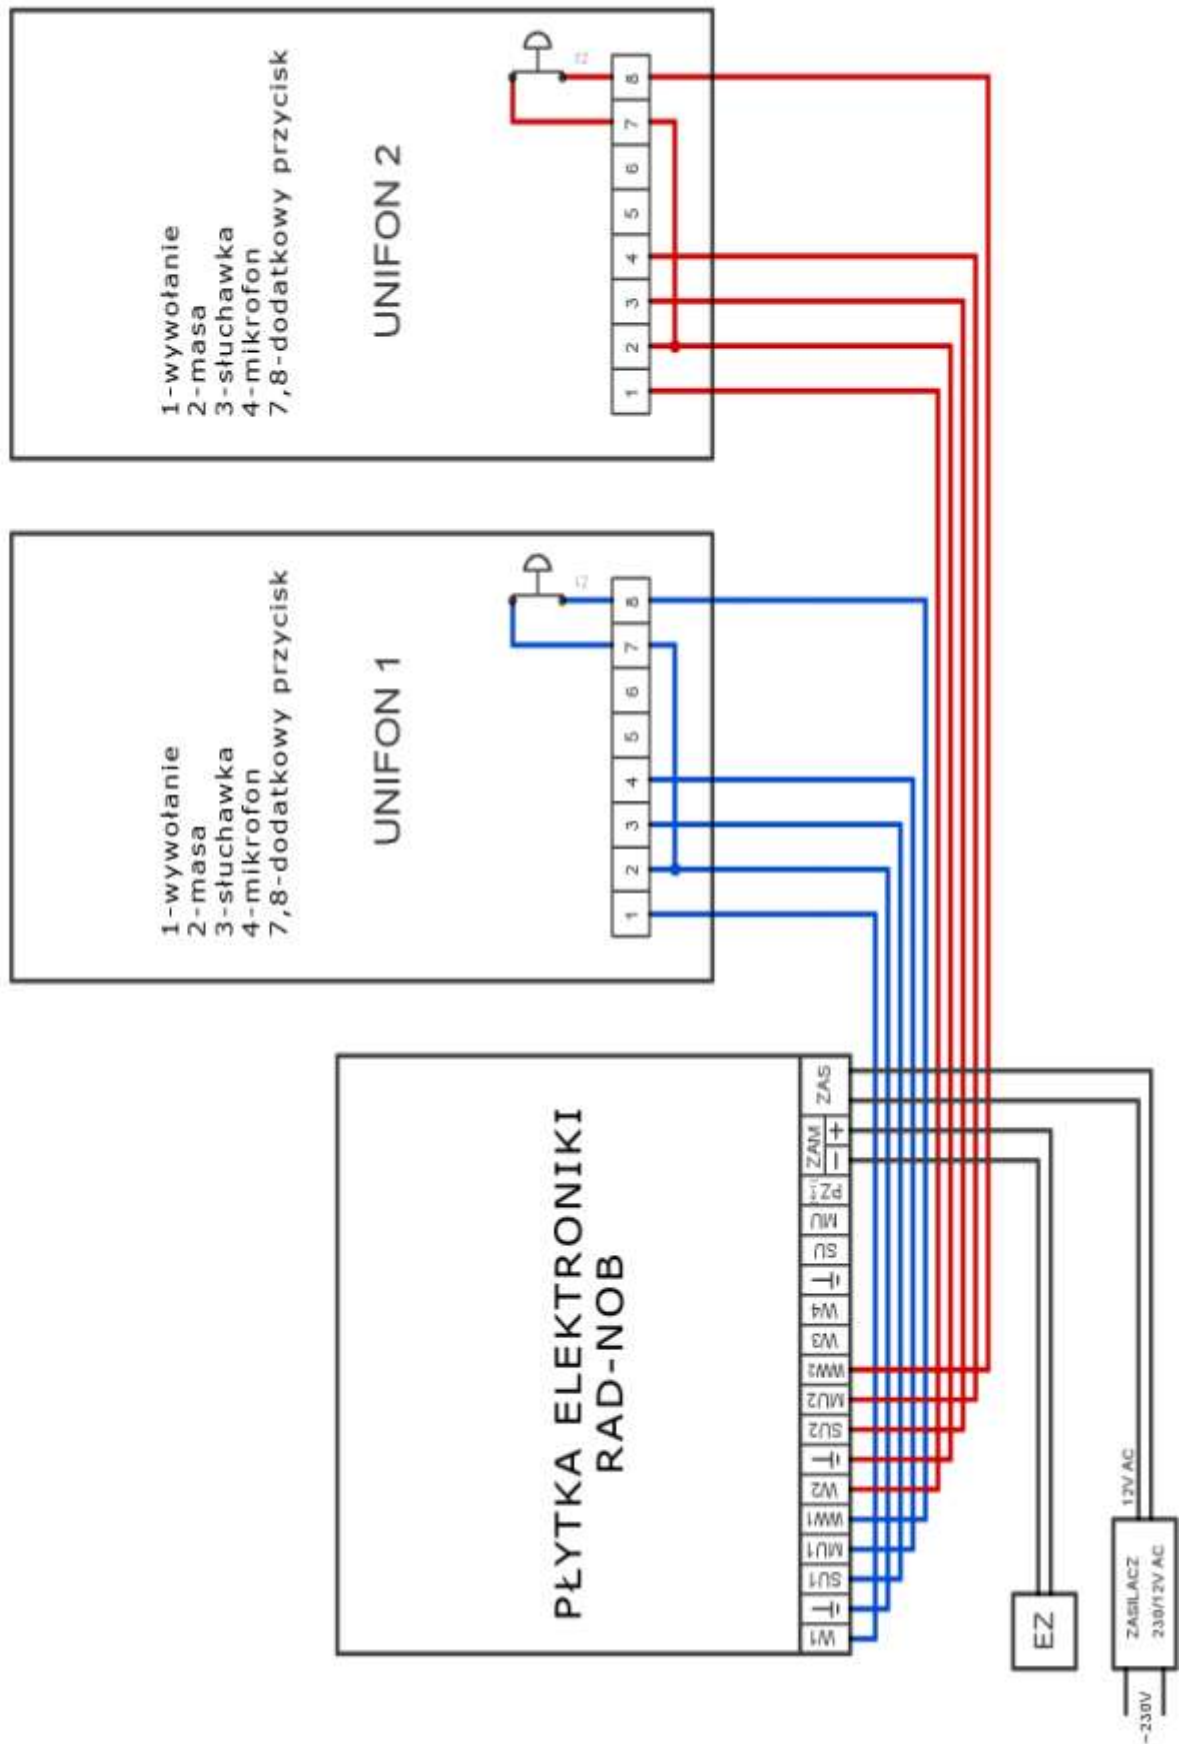 UNIFON 1
1-wywołanie
2-masa
3-słuchawka
4-mikrofon
7,8-dodatkowy przycisk
1 2 3 4 5 6 7 8
UNIFON 2
1-wywołanie
2-masa
3-słuchawka
4-mikrofon
7,8-dodatkowy przycisk
1 2 3 4 5 6 7 8
PŁYTKA ELEKTRONIKI
RAD-NOB
W1 SU1 MU1 WW1 W2 SU2 MU2 WW2 W3 W4 SU MU PZ ZAM ZAS
- +
EZ
12V AC
ZASILACZ
230/12V AC
~230V